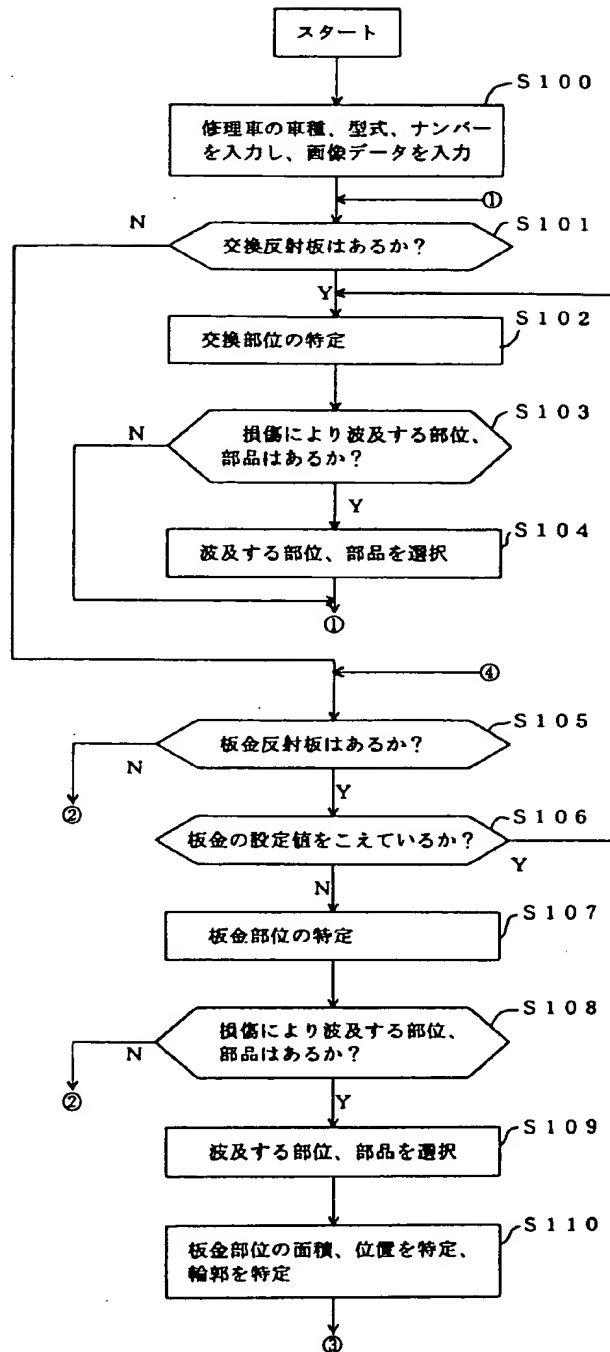 スタート
S100
修理車の車種、型式、ナンバー
を入力し、画像データを入力
①
N
S101
交換反射板はあるか？
Y
S102
交換部位の特定
S103
N
損傷により波及する部位、
部品はあるか？
Y
S104
波及する部位、部品を選択
①
④
S105
板金反射板はあるか？
N
Y
②
S106
板金の設定値をこえているか？
Y
N
S107
板金部位の特定
S108
損傷により波及する部位、
部品はあるか？
N
②
Y
S109
波及する部位、部品を選択
S110
板金部位の面積、位置を特定、
輪郭を特定
③